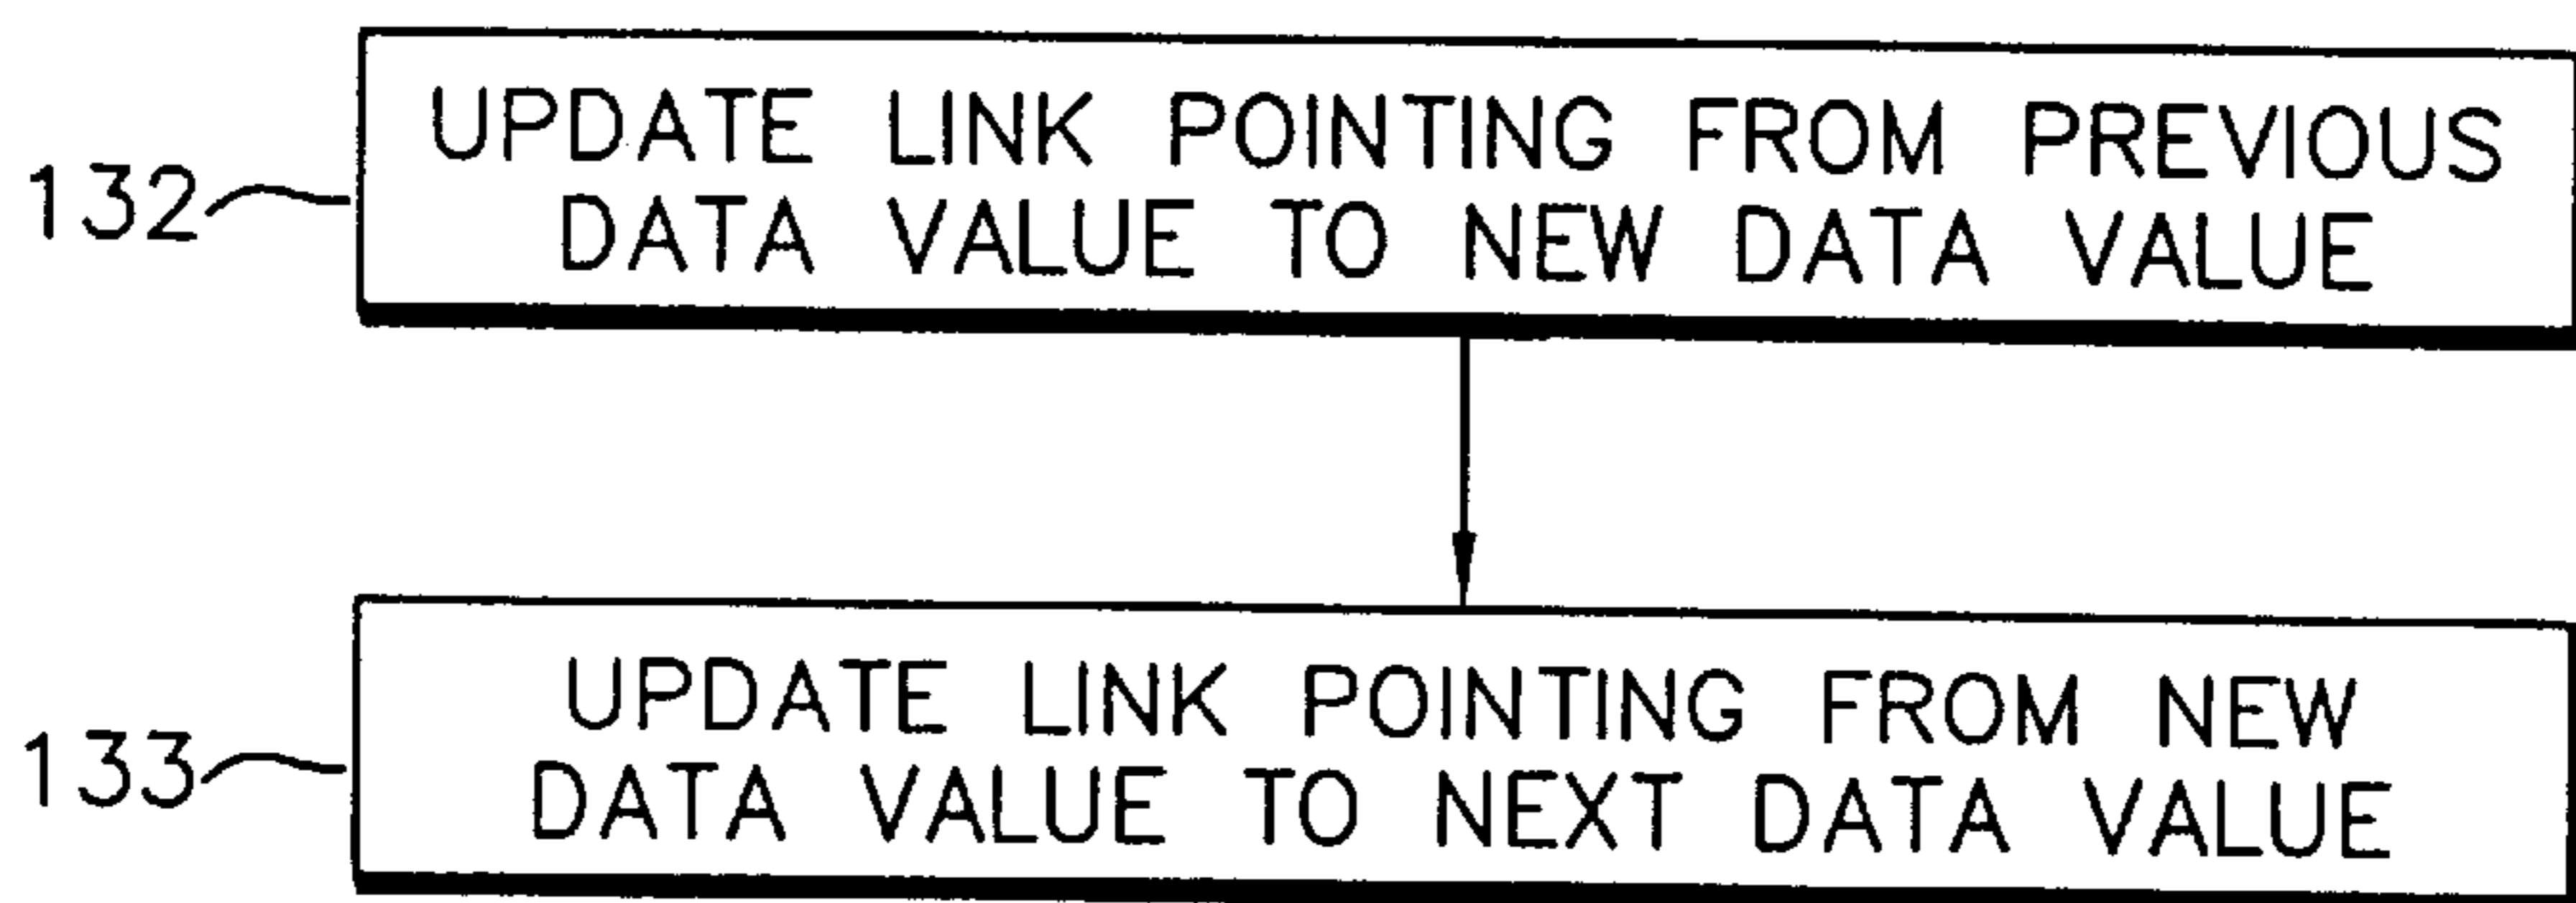 UPDATE LINK POINTING FROM PREVIOUS
132 DATA VALUE TO NEW DATA VALUE
UPDATE LINK POINTING FROM NEW
133 DATA VALUE TO NEXT DATA VALUE